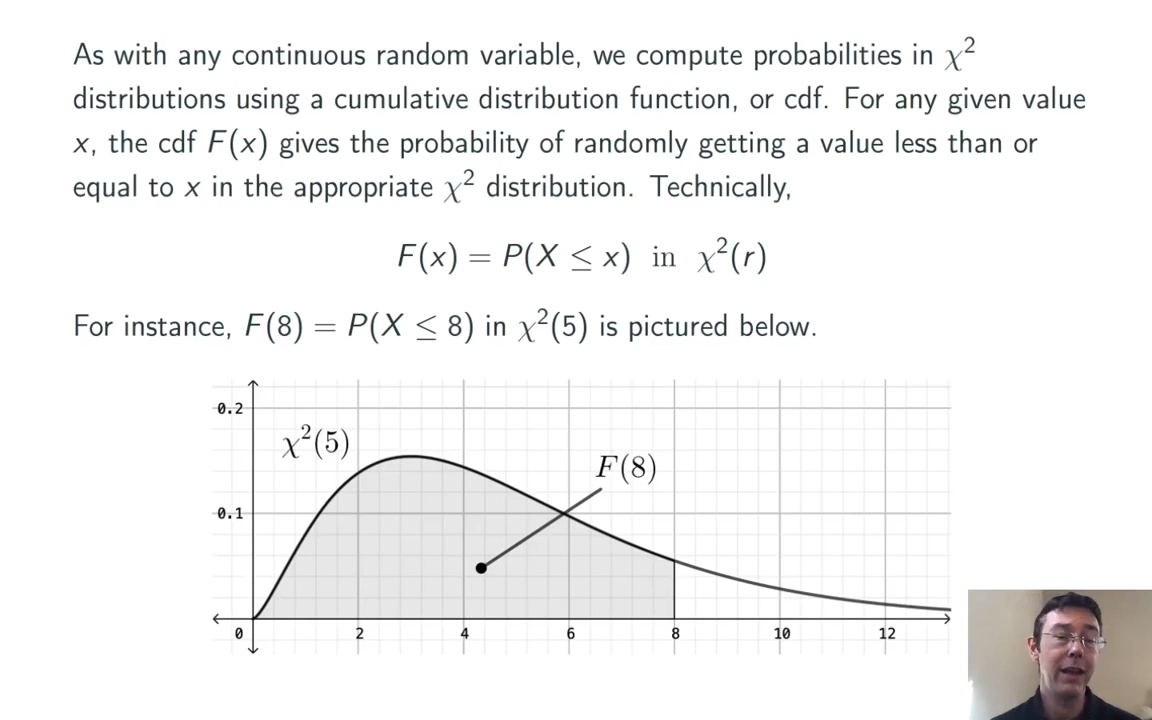 As with any continuous random variable, we compute probabilities in χ²
distributions using a cumulative distribution function, or cdf. For any given value
x, the cdf F(x) gives the probability of randomly getting a value less than or
equal to x in the appropriate χ² distribution. Technically,
F(x) = P(X ≤ x) in χ²(r)
For instance, F(8) = P(X ≤ 8) in χ²(5) is pictured below.
0.2
χ²(5)
F(8)
0.1
0 2 4 6 8 10 12